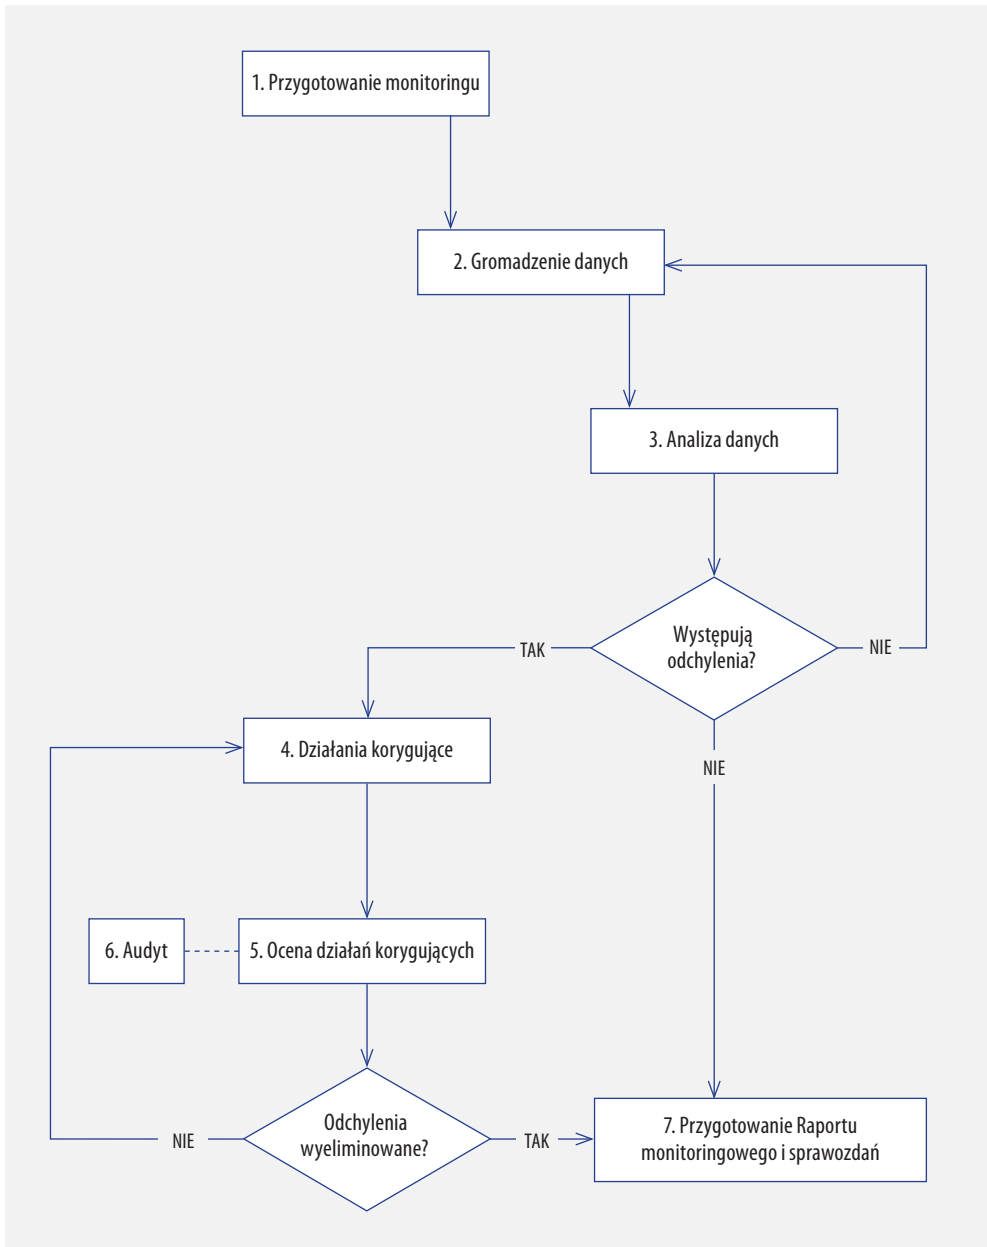 1. Przygotowanie monitoringu
2. Gromadzenie danych
3. Analiza danych
Występują
odchylenia?
TAK
NIE
NIE
4. Działania korygujące
6. Audyt
5. Ocena działań korygujących
Odchylenia
wyeliminowane?
NIE
TAK
7. Przygotowanie Raportu
monitoringowego i sprawozdań